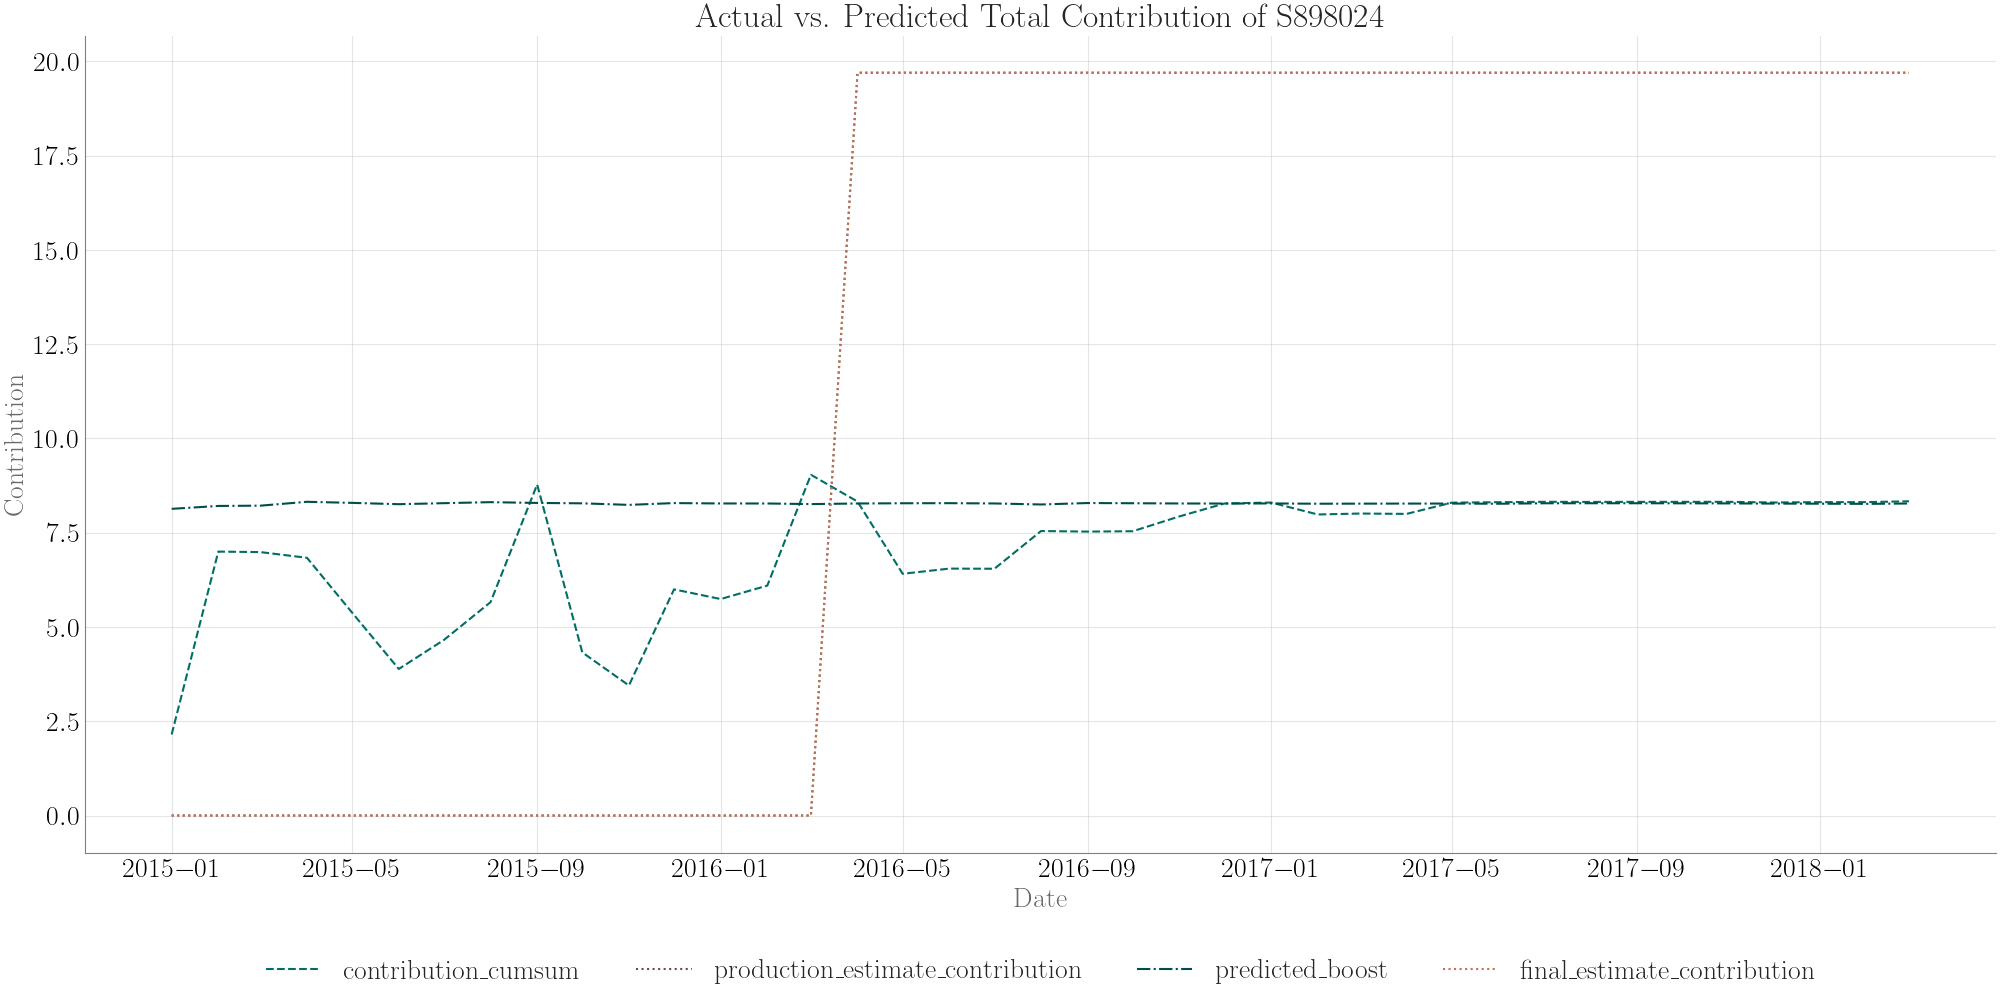 Actual vs. Predicted Total Contribution of S898024
Contribution
20.0
17.5
15.0
12.5
10.0
7.5
5.0
2.5
0.0
2015–01 2015–05 2015–09 2016–01 2016–05 2016–09 2017–01 2017–05 2017–09 2018–01
Date
contribution_cumsum production_estimate_contribution predicted_boost final_estimate_contribution